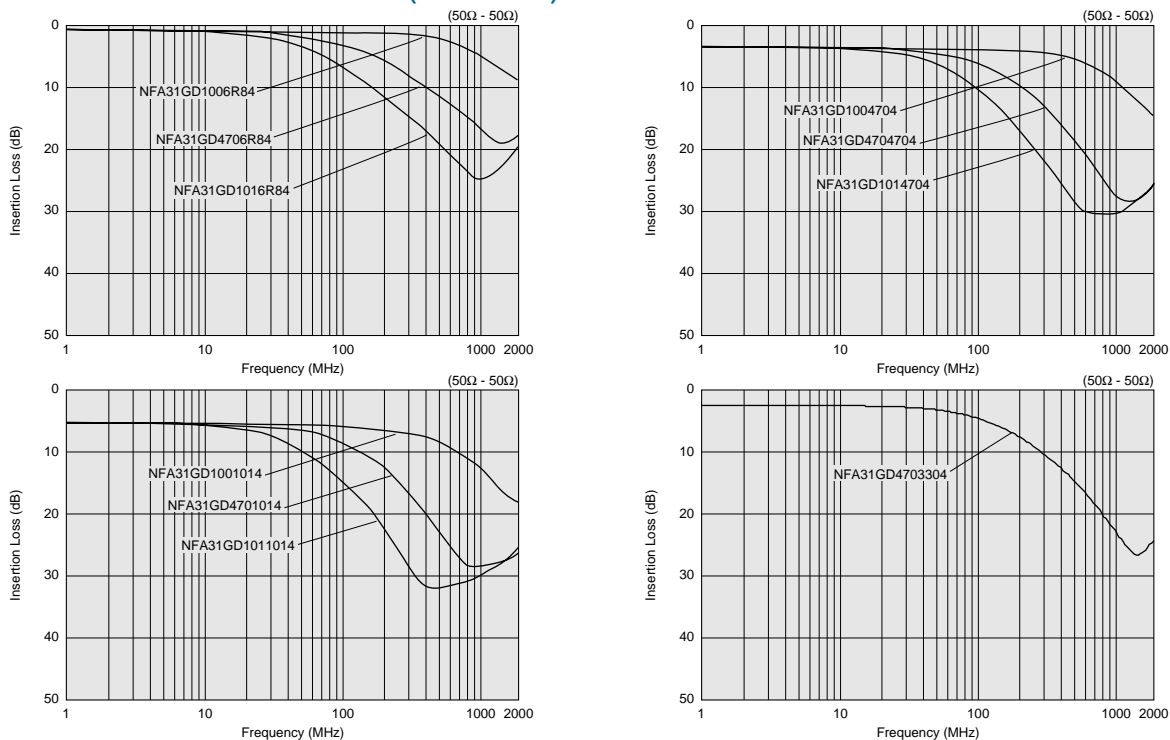 (50Ω - 50Ω)
0
10
20
30
40
50
Insertion Loss (dB)
NFA31GD1006R84
NFA31GD4706R84
NFA31GD1016R84
1 10 100 1000 2000
Frequency (MHz)
(50Ω - 50Ω)
0
10
20
30
40
50
Insertion Loss (dB)
NFA31GD1004704
NFA31GD4704704
NFA31GD1014704
1 10 100 1000 2000
Frequency (MHz)
(50Ω - 50Ω)
0
10
20
30
40
50
Insertion Loss (dB)
NFA31GD1001014
NFA31GD4701014
NFA31GD1011014
1 10 100 1000 2000
Frequency (MHz)
(50Ω - 50Ω)
0
10
20
30
40
50
Insertion Loss (dB)
NFA31GD4703304
1 10 100 1000 2000
Frequency (MHz)